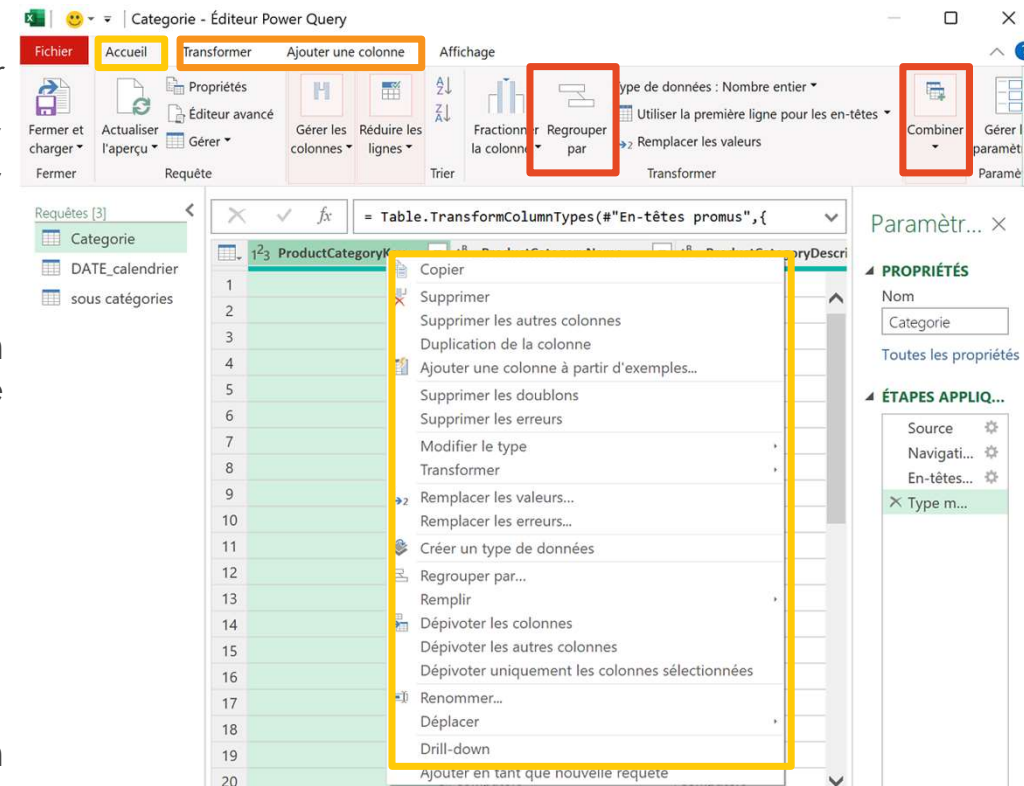 Categorie - Éditeur Power Query
Fichier Accueil Transformer Ajouter une colonne Affichage
Fermer et charger
Actualiser l'aperçu
Propriétés
Éditeur avancé
Gérer
Gérer les colonnes
Réduire les lignes
Fractionner la colonne
Regrouper par
ype de données : Nombre entier
Utiliser la première ligne pour les en-têtes
Remplacer les valeurs
Combiner
Gérer
paramèt
Fermer
Requête
Trier
Transformer
Paramè
Requêtes [3]
Categorie
DATE_calendrier
sous catégories
fx = Table.TransformColumnTypes(#"En-têtes promus",{
1²3 ProductCategoryK
oryDescri
1
2
3
4
5
6
7
8
9
10
11
12
13
14
15
16
17
18
19
20
Copier
Supprimer
Supprimer les autres colonnes
Duplication de la colonne
Ajouter une colonne à partir d'exemples...
Supprimer les doublons
Supprimer les erreurs
Modifier le type
Transformer
Remplacer les valeurs...
Remplacer les erreurs...
Créer un type de données
Regrouper par...
Remplir
Dépivoter les colonnes
Dépivoter les autres colonnes
Dépivoter uniquement les colonnes sélectionnées
Renommer...
Déplacer
Drill-down
Ajouter en tant que nouvelle requête
Paramètr...
PROPRIÉTÉS
Nom
Categorie
Toutes les propriétés
ÉTAPES APPLIQ...
Source
Navigati...
En-têtes...
Type m...